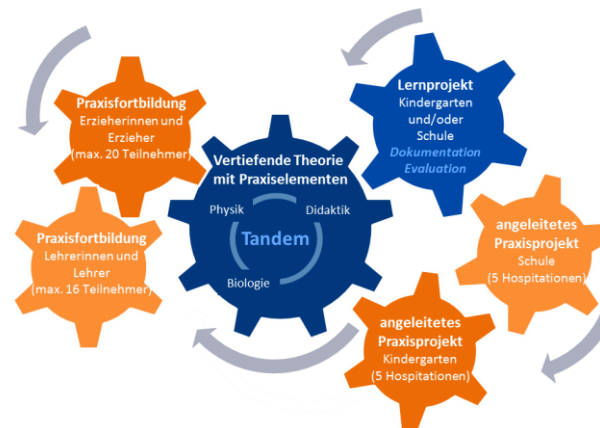 Praxisfortbildung
Erzieherinnen und
Erzieher
(max. 20 Teilnehmer)
Praxisfortbildung
Lehrerinnen und
Lehrer
(max. 16 Teilnehmer)
Vertiefende Theorie
mit Praxiselementen
Physik
Didaktik
Tandem
Biologie
Lernprojekt
Kindergarten
und/oder
Schule
Dokumentation
Evaluation
angeleitetes
Praxisprojekt
Schule
(5 Hospitationen)
angeleitetes
Praxisprojekt
Kindergarten
(5 Hospitationen)